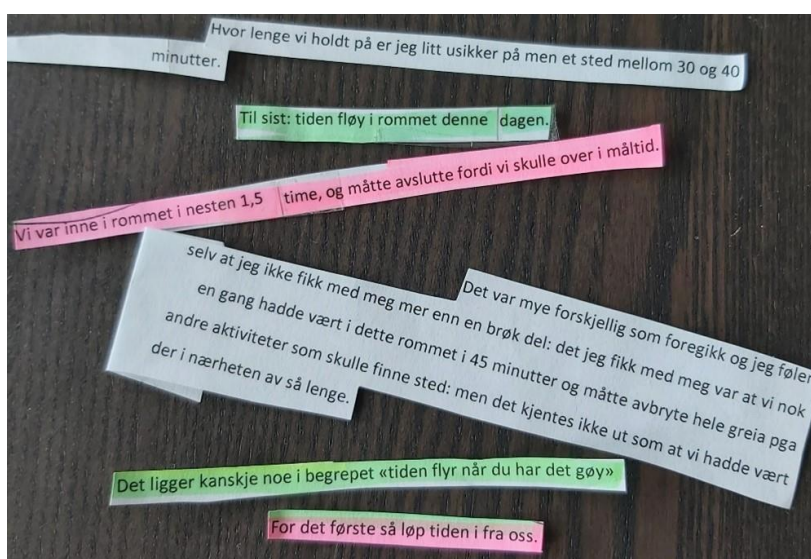 Hvor lenge vi holdt på er jeg litt usikker på men et sted mellom 30 og 40
minutter.
Til sist: tiden fløy i rommet denne dagen.
Vi var inne i rommet i nesten 1,5 time, og måtte avslutte fordi vi skulle over i måltid.
Det var mye forskjellig som foregikk og jeg føler
selv at jeg ikke fikk med meg mer enn en brøk del: det jeg fikk med meg var at vi nok
en gang hadde vært i dette rommet i 45 minutter og måtte avbryte hele greia pga
andre aktiviteter som skulle finne sted: men det kjentes ikke ut som at vi hadde vært
der i nærheten av så lenge.
Det ligger kanskje noe i begrepet «tiden flyr når du har det gøy»
For det første så løp tiden i fra oss.